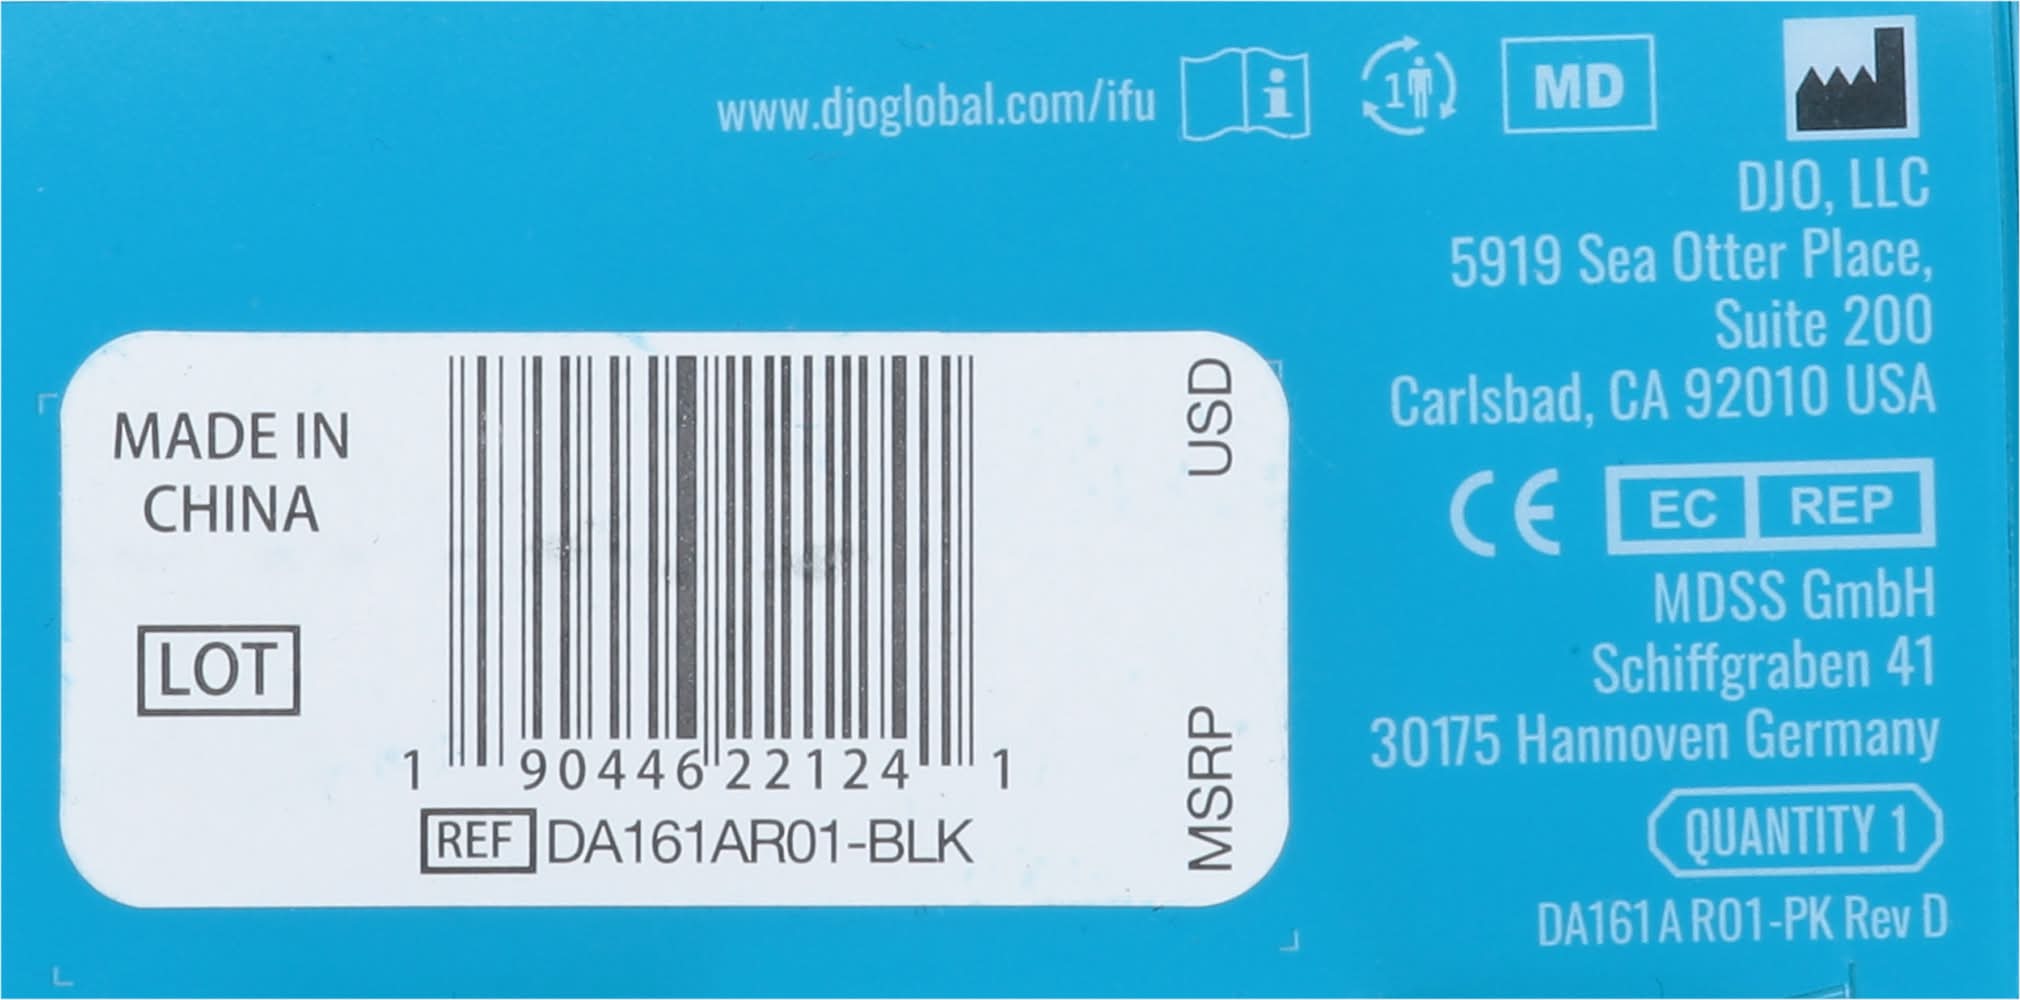 www.djoglobal.com/ifu
1
MD
DJO, LLC
5919 Sea Otter Place,
Suite 200
Carlsbad, CA 92010 USA
CE
EC REP
MDSS GmbH
Schiffgraben 41
30175 Hannoven Germany
QUANTITY 1
DA161AR01-PK Rev D
MADE IN
CHINA
LOT
1 90446 22124 1
REF DA161AR01-BLK
MSRP USD